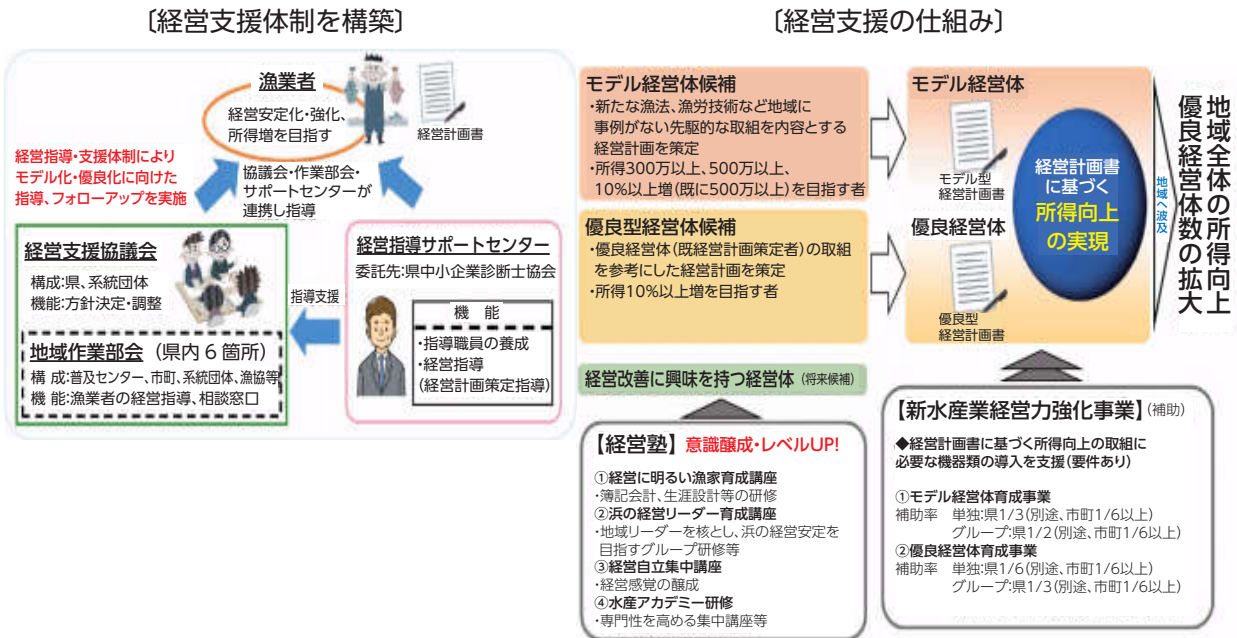 〔経営支援体制を構築〕
漁業者
経営安定化・強化、
所得増を目指す
経営計画書
経営指導・支援体制により
モデル化・優良化に向けた
指導、フォローアップを実施
協議会・作業部会・
サポートセンターが
連携し指導
経営支援協議会
構成:県、系統団体
機能:方針決定・調整
地域作業部会（県内６箇所）
構 成:普及センター、市町、系統団体、漁協等
機 能:漁業者の経営指導、相談窓口
指導支援
経営指導サポートセンター
委託先:県中小企業診断士協会
機 能
・指導職員の養成
・経営指導
(経営計画策定指導)
〔経営支援の仕組み〕
モデル経営体候補
・新たな漁法、漁労技術など地域に
事例がない先駆的な取組を内容とする
経営計画を策定
・所得300万以上、500万以上、
10%以上増(既に500万以上)を目指す者
優良型経営体候補
・優良経営体(既経営計画策定者)の取組
を参考にした経営計画を策定
・所得10%以上増を目指す者
経営改善に興味を持つ経営体（将来候補）
モデル経営体
モデル型
経営計画書
優良経営体
優良型
経営計画書
経営計画書
に基づく
所得向上
の実現
地域へ波及
地域全体の所得向上
優良経営体数の拡大
【経営塾】意識醸成・レベルUP!
①経営に明るい漁家育成講座
・簿記会計、生涯設計等の研修
②浜の経営リーダー育成講座
・地域リーダーを核とし、浜の経営安定を
目指すグループ研修等
③経営自立集中講座
・経営感覚の醸成
④水産アカデミー研修
・専門性を高める集中講座等
【新水産業経営力強化事業】(補助)
◆経営計画書に基づく所得向上の取組に
必要な機器類の導入を支援(要件あり)
①モデル経営体育成事業
補助率　単独:県1/3(別途、市町1/6以上)
グループ:県1/2(別途、市町1/6以上)
②優良経営体育成事業
補助率　単独:県1/6(別途、市町1/6以上)
グループ:県1/3(別途、市町1/6以上)